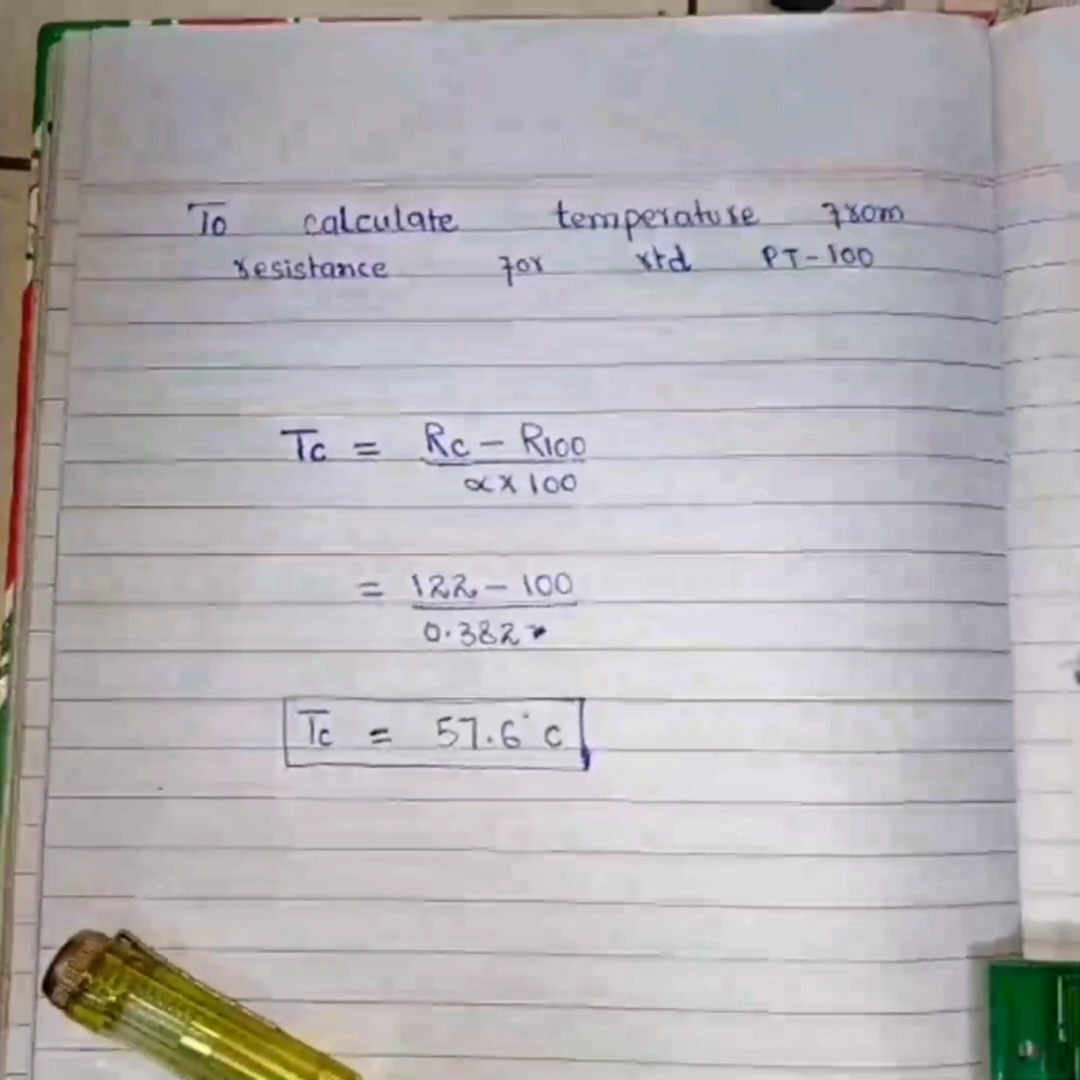 To calculate temperature from
resistance for rtd PT-100
Tc = Rc - R100
α x 100
= 122 - 100
0.382
Tc = 57.6°c